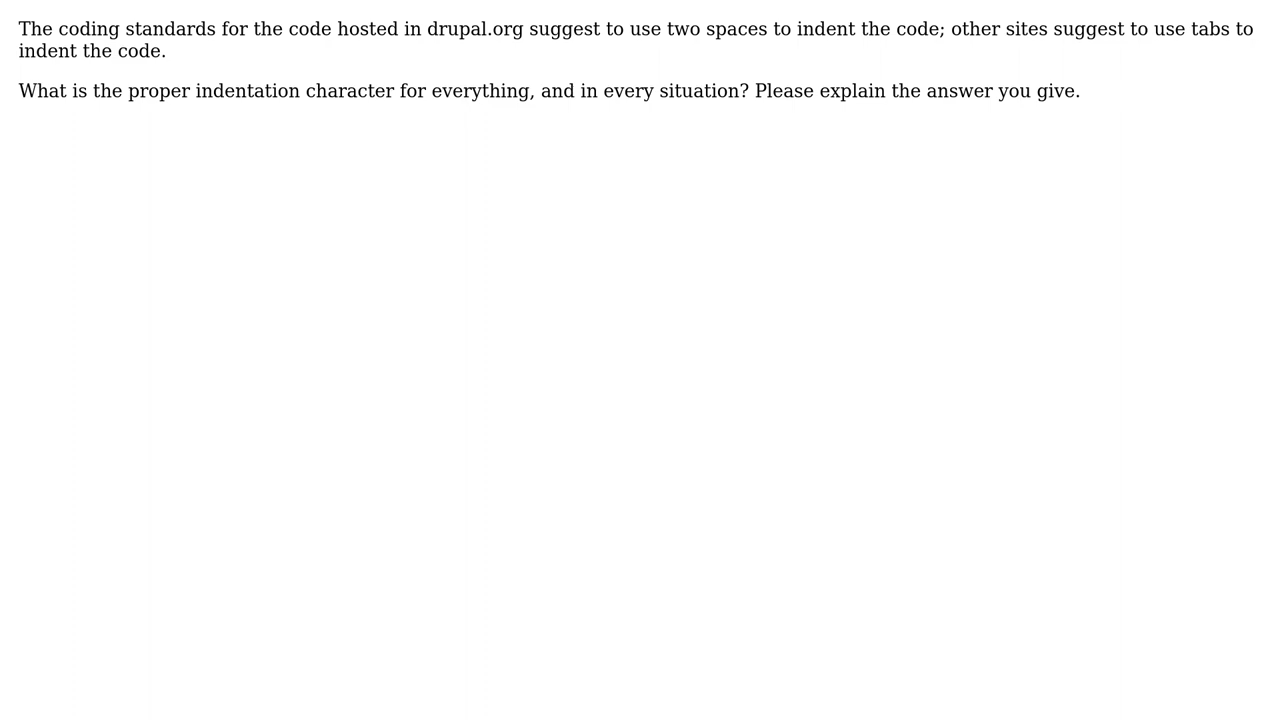 The coding standards for the code hosted in drupal.org suggest to use two spaces to indent the code; other sites suggest to use tabs to
indent the code.
What is the proper indentation character for everything, and in every situation? Please explain the answer you give.